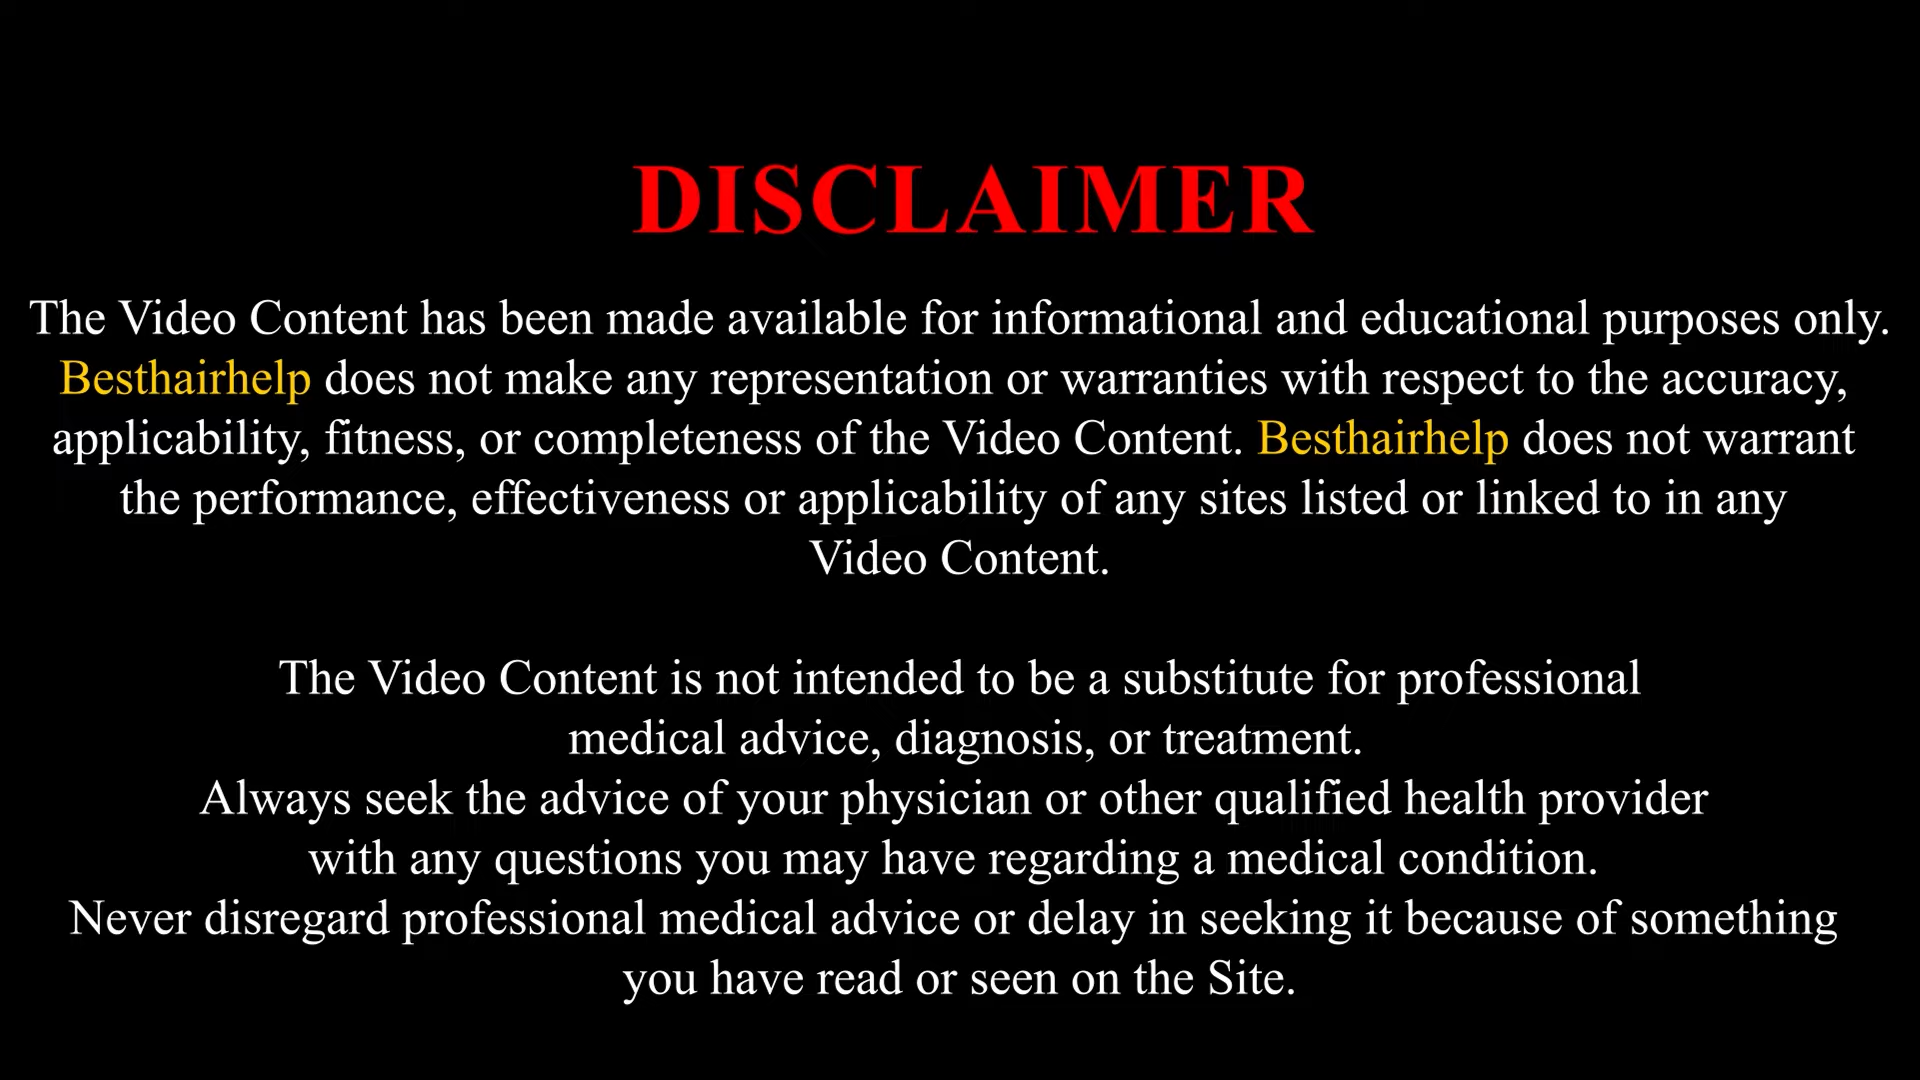 DISCLAIMER
The Video Content has been made available for informational and educational purposes only.
Besthairhelp does not make any representation or warranties with respect to the accuracy,
applicability, fitness, or completeness of the Video Content. Besthairhelp does not warrant
the performance, effectiveness or applicability of any sites listed or linked to in any
Video Content.
The Video Content is not intended to be a substitute for professional
medical advice, diagnosis, or treatment.
Always seek the advice of your physician or other qualified health provider
with any questions you may have regarding a medical condition.
Never disregard professional medical advice or delay in seeking it because of something
you have read or seen on the Site.